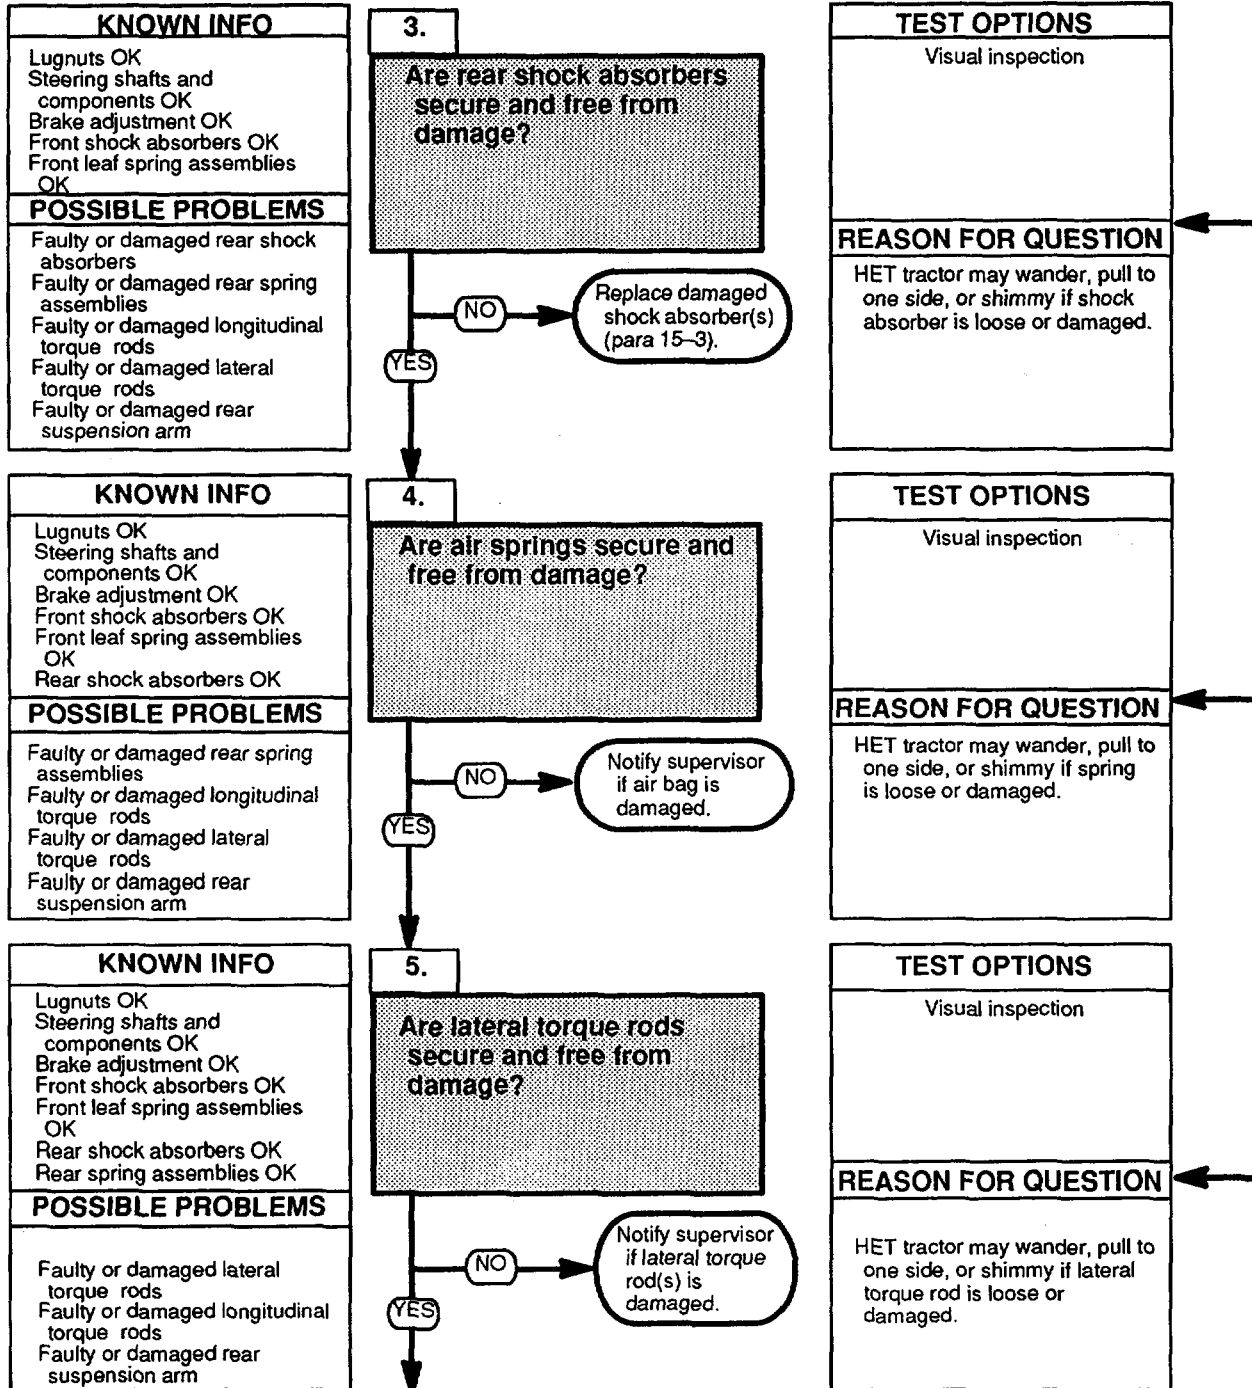 KNOWN INFO
Lugnuts OK
Steering shafts and
components OK
Brake adjustment OK
Front shock absorbers OK
Front leaf spring assemblies
OK
POSSIBLE PROBLEMS
Faulty or damaged rear shock
absorbers
Faulty or damaged rear spring
assemblies
Faulty or damaged longitudinal
torque rods
Faulty or damaged lateral
torque rods
Faulty or damaged rear
suspension arm
3.
Are rear shock absorbers
secure and free from
damage?
NO
Replace damaged
shock absorber(s)
(para 15–3).
YES
TEST OPTIONS
Visual inspection
REASON FOR QUESTION
HET tractor may wander, pull to
one side, or shimmy if shock
absorber is loose or damaged.
KNOWN INFO
Lugnuts OK
Steering shafts and
components OK
Brake adjustment OK
Front shock absorbers OK
Front leaf spring assemblies
OK
Rear shock absorbers OK
POSSIBLE PROBLEMS
Faulty or damaged rear spring
assemblies
Faulty or damaged longitudinal
torque rods
Faulty or damaged lateral
torque rods
Faulty or damaged rear
suspension arm
4.
Are air springs secure and
free from damage?
NO
Notify supervisor
if air bag is
damaged.
YES
TEST OPTIONS
Visual inspection
REASON FOR QUESTION
HET tractor may wander, pull to
one side, or shimmy if spring
is loose or damaged.
KNOWN INFO
Lugnuts OK
Steering shafts and
components OK
Brake adjustment OK
Front shock absorbers OK
Front leaf spring assemblies
OK
Rear shock absorbers OK
Rear spring assemblies OK
POSSIBLE PROBLEMS
Faulty or damaged lateral
torque rods
Faulty or damaged longitudinal
torque rods
Faulty or damaged rear
suspension arm
5.
Are lateral torque rods
secure and free from
damage?
NO
Notify supervisor
if lateral torque
rod(s) is
damaged.
YES
TEST OPTIONS
Visual inspection
REASON FOR QUESTION
HET tractor may wander, pull to
one side, or shimmy if lateral
torque rod is loose or
damaged.